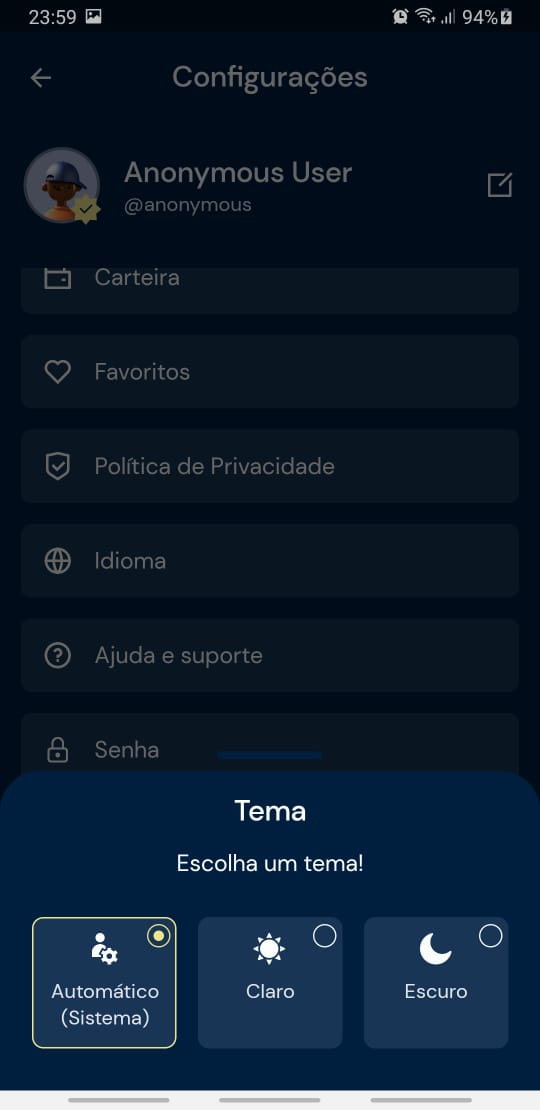 23:59
94%
Configurações
Anonymous User
@anonymous
Carteira
Favoritos
Política de Privacidade
Idioma
Ajuda e suporte
Senha
Tema
Escolha um tema!
Automático
(Sistema)
Claro
Escuro